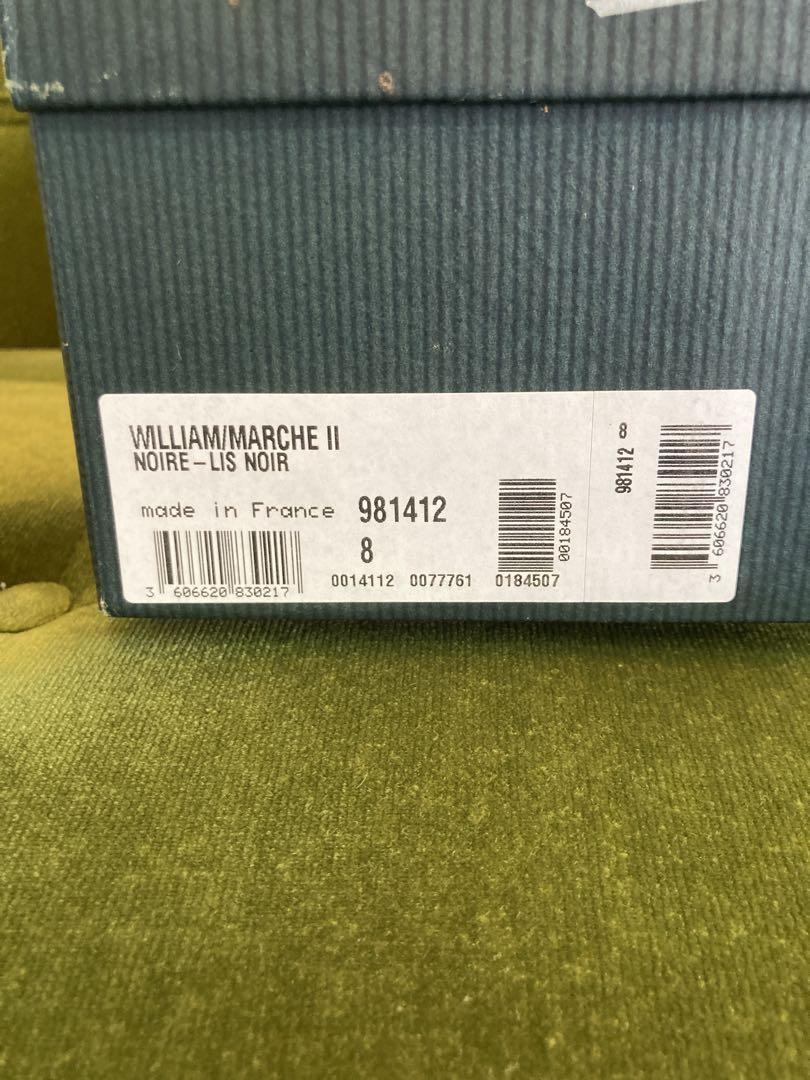 WILLIAM/MARCHE II
NOIRE-LIS NOIR
made in France 981412
8
3 606620 830217
0014112 0077761 0184507
00184507
981412 8
3 606620 830217